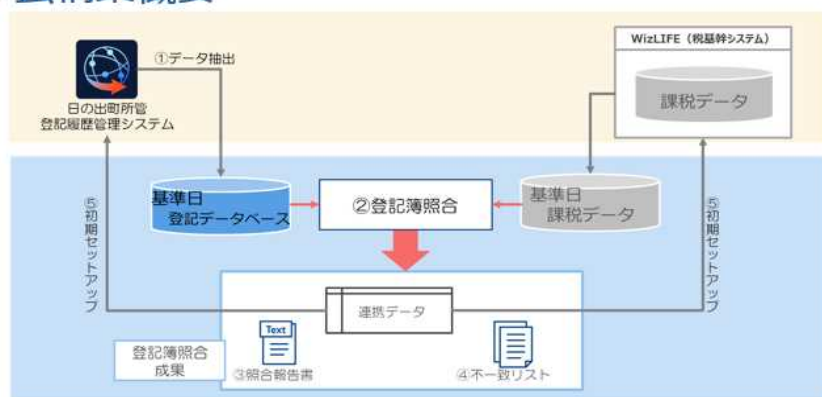 ①データ抽出
WizLIFE（税基幹システム）
課税データ
日の出町所管
登記履歴管理システム
基準日
登記データベース
②登記簿照合
基準日
課税データ
⑤初期セットアップ
⑤初期セットアップ
連携データ
登記簿照合
成果
Text
③照合報告書
④不一致リスト